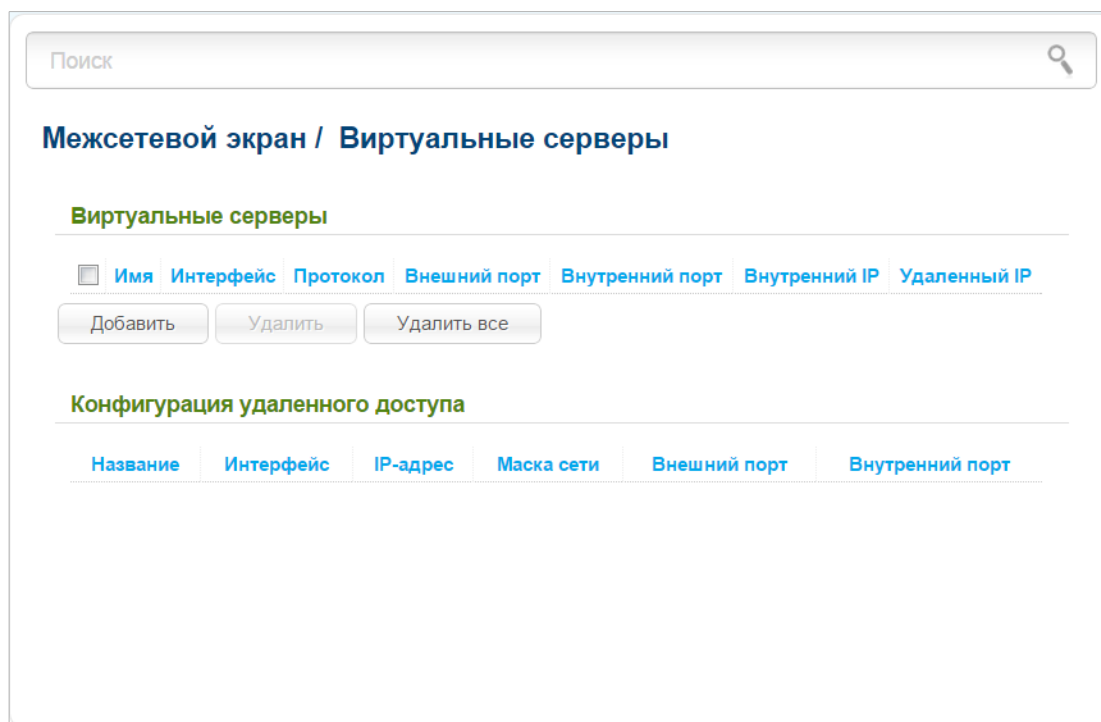 Поиск
Межсетевой экран / Виртуальные серверы
Виртуальные серверы
Имя Интерфейс Протокол Внешний порт Внутренний порт Внутренний IP Удаленный IP
Добавить Удалить Удалить все
Конфигурация удаленного доступа
Название Интерфейс IP-адрес Маска сети Внешний порт Внутренний порт